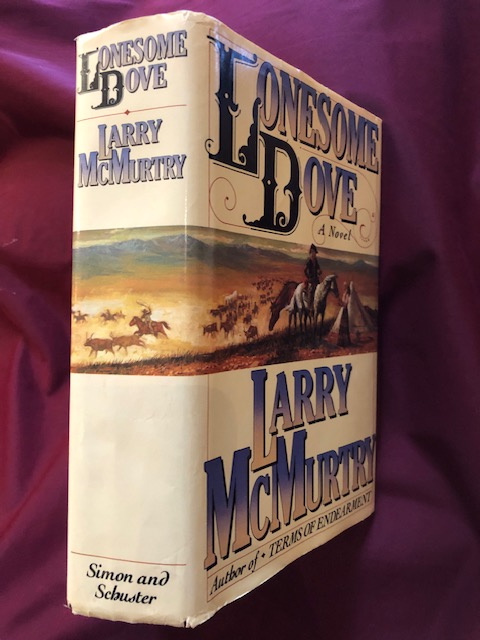 LONESOME
DOVE
LARRY
MCMURTRY
Simon and
Schuster
LONESOME
DOVE
A Novel
LARRY
MCMURTRY
Author of • TERMS OF ENDEARMENT